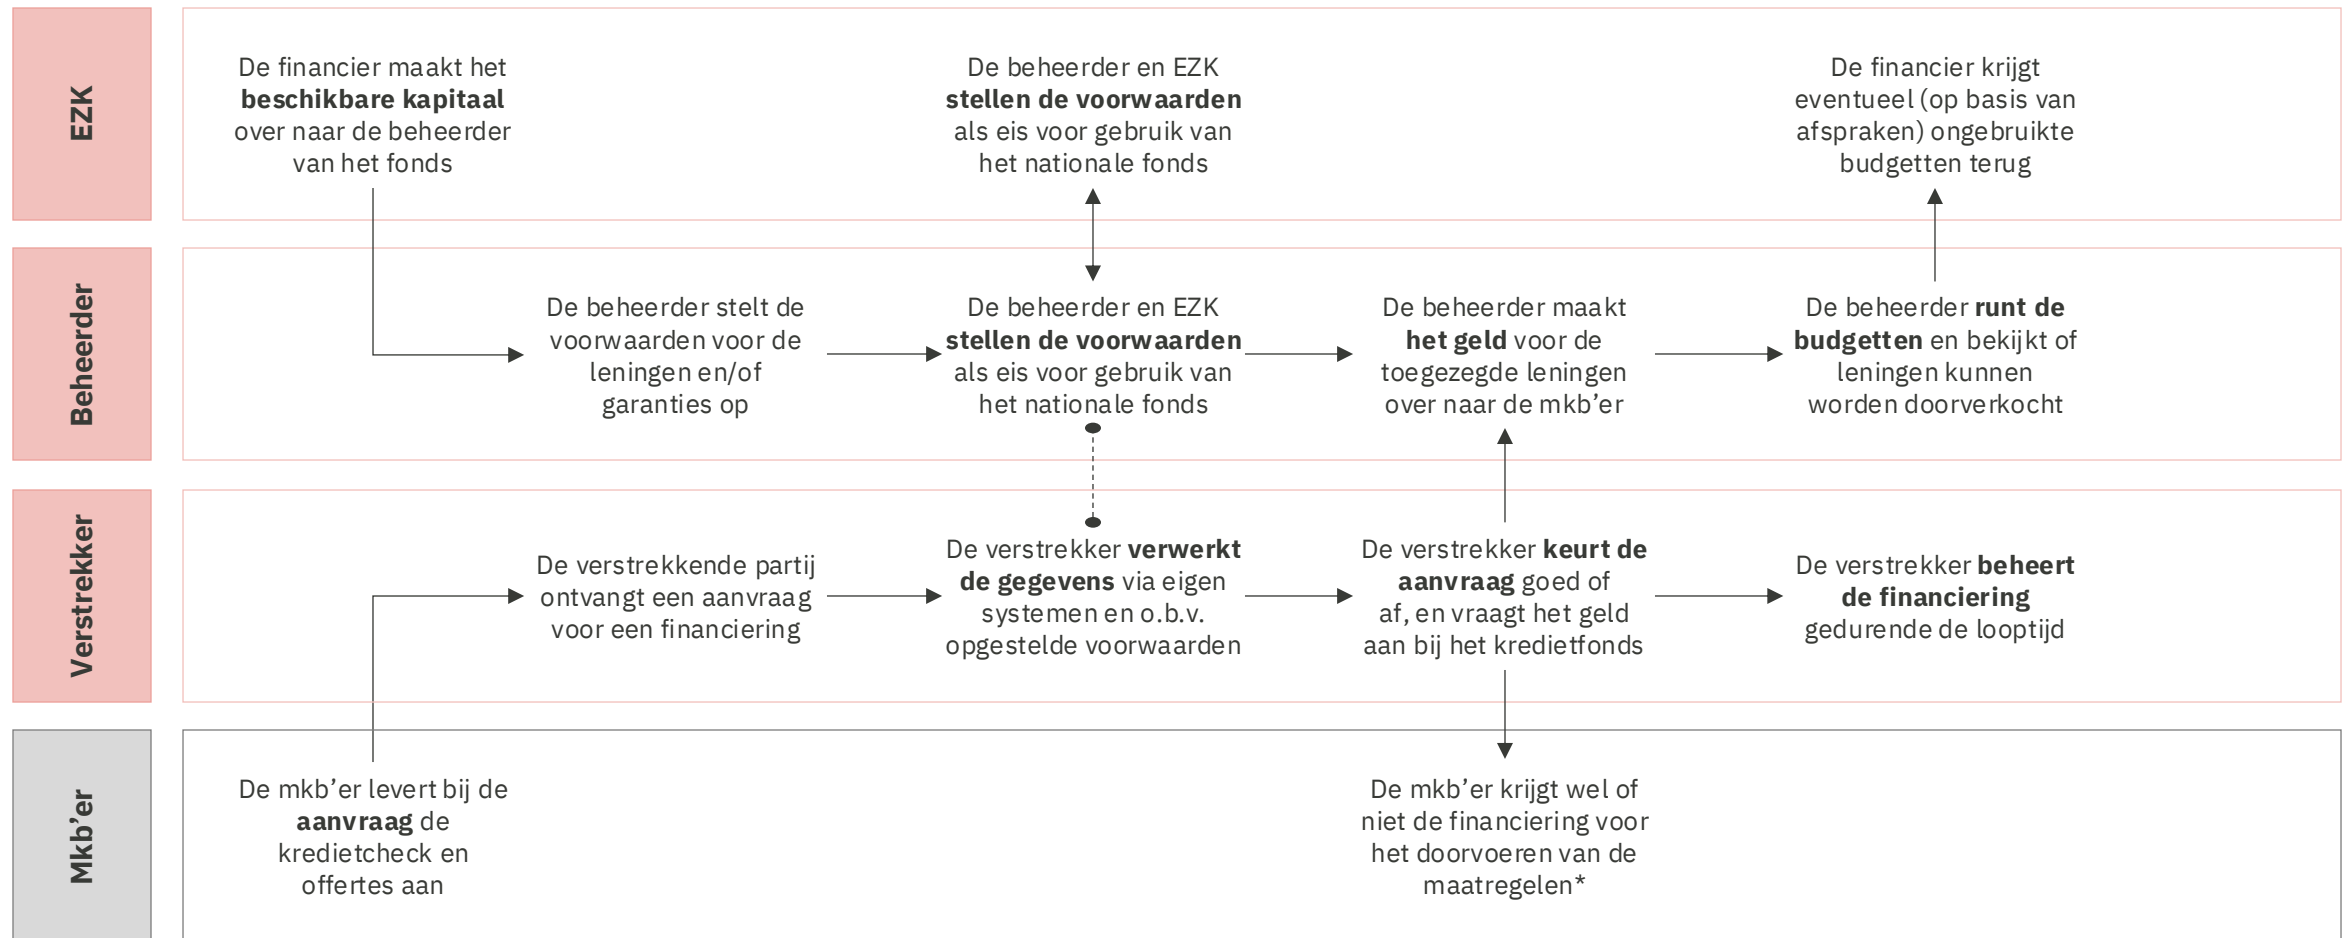 EZK
De financier maakt het
beschikbare kapitaal
over naar de beheerder
van het fonds
De beheerder en EZK
stellen de voorwaarden
als eis voor gebruik van
het nationale fonds
De financier krijgt
eventueel (op basis van
afspraken) ongebruikte
budgetten terug
Beheerder
De beheerder stelt de
voorwaarden voor de
leningen en/of
garanties op
De beheerder en EZK
stellen de voorwaarden
als eis voor gebruik van
het nationale fonds
De beheerder maakt
het geld voor de
toegezegde leningen
over naar de mkb’er
De beheerder runt de
budgetten en bekijkt of
leningen kunnen
worden doorverkocht
Verstrekker
De verstrekkende partij
ontvangt een aanvraag
voor een financiering
De verstrekker verwerkt
de gegevens via eigen
systemen en o.b.v.
opgestelde voorwaarden
De verstrekker keurt de
aanvraag goed of
af, en vraagt het geld
aan bij het kredietfonds
De verstrekker beheert
de financiering
gedurende de looptijd
Mkb’er
De mkb’er levert bij de
aanvraag de
kredietcheck en
offertes aan
De mkb’er krijgt wel of
niet de financiering voor
het doorvoeren van de
maatregelen*